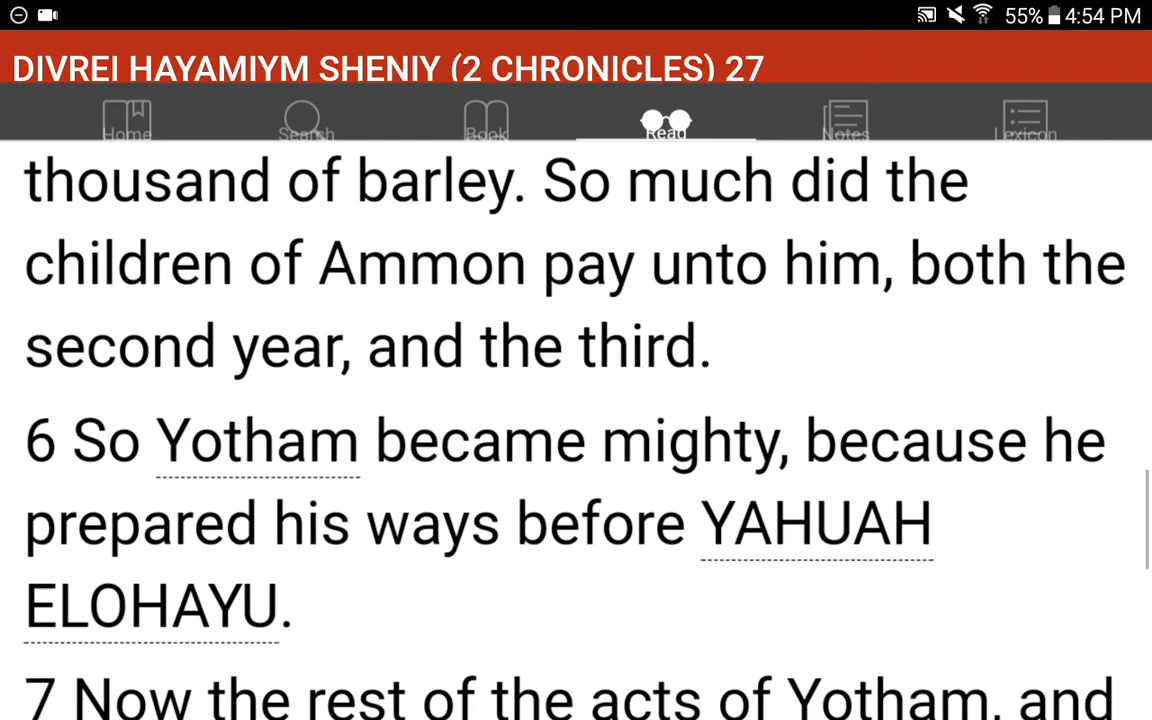 55% 4:54 PM
DIVREI HAYAMIYM SHENIY (2 CHRONICLES) 27
Home Search Book Read Notes Lexicon
thousand of barley. So much did the
children of Ammon pay unto him, both the
second year, and the third.
6 So Yotham became mighty, because he
prepared his ways before YAHUAH
ELOHAYU.
7 Now the rest of the acts of Yotham, and